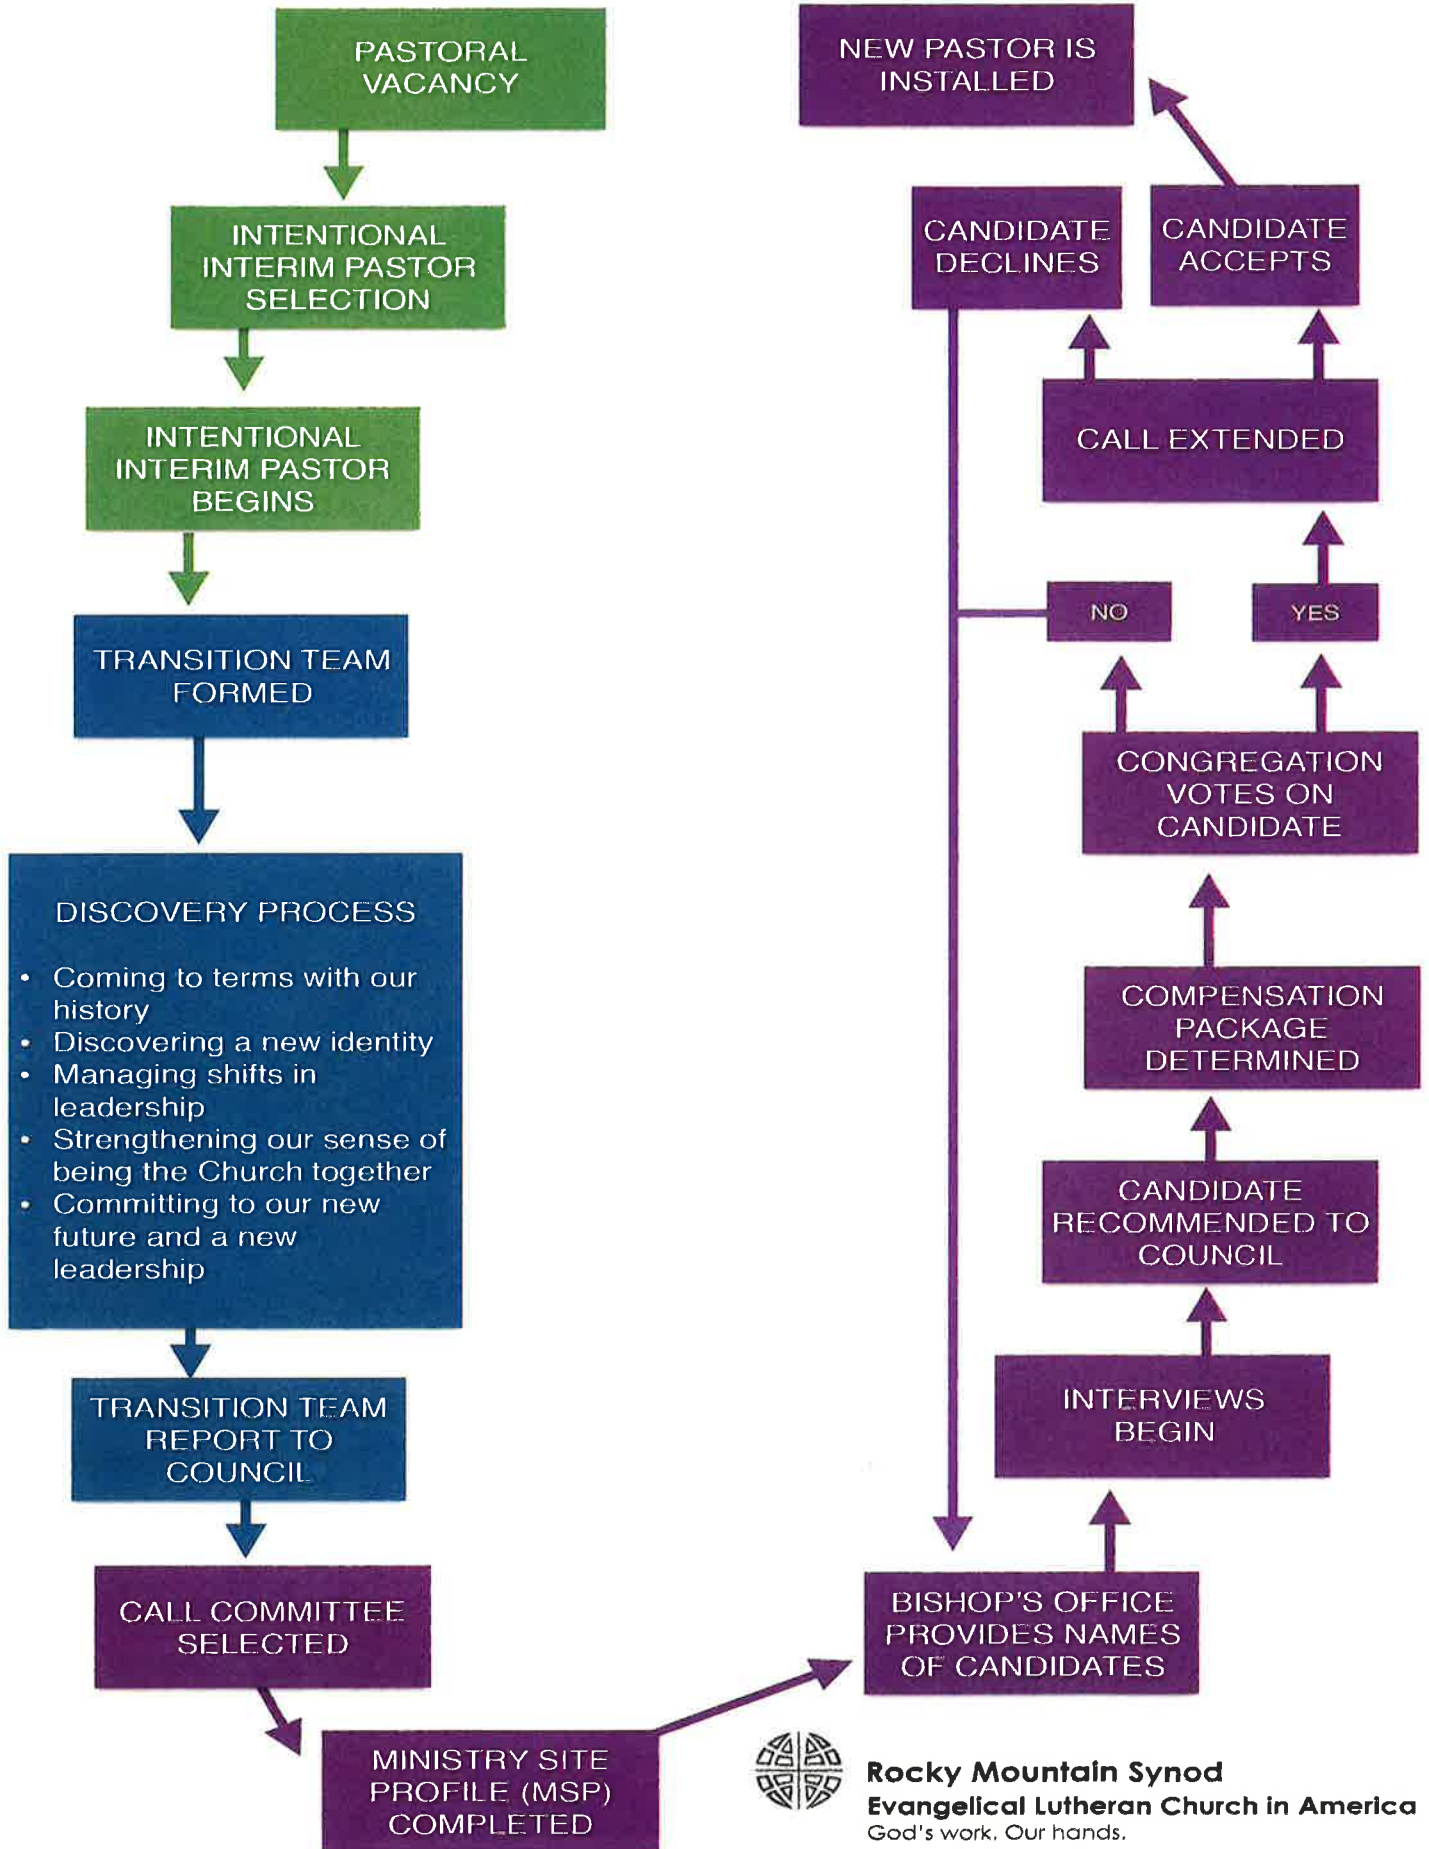 PASTORAL
VACANCY
INTENTIONAL
INTERIM PASTOR
SELECTION
INTENTIONAL
INTERIM PASTOR
BEGINS
TRANSITION TEAM
FORMED
DISCOVERY PROCESS
• Coming to terms with our
history
• Discovering a new identity
• Managing shifts in
leadership
• Strengthening our sense of
being the Church together
• Committing to our new
future and a new
leadership
TRANSITION TEAM
REPORT TO
COUNCIL
CALL COMMITTEE
SELECTED
MINISTRY SITE
PROFILE (MSP)
COMPLETED
BISHOP'S OFFICE
PROVIDES NAMES
OF CANDIDATES
INTERVIEWS
BEGIN
CANDIDATE
RECOMMENDED TO
COUNCIL
COMPENSATION
PACKAGE
DETERMINED
CONGREGATION
VOTES ON
CANDIDATE
NO
YES
CALL EXTENDED
CANDIDATE
DECLINES
CANDIDATE
ACCEPTS
NEW PASTOR IS
INSTALLED
Rocky Mountain Synod
Evangelical Lutheran Church in America
God's work. Our hands.